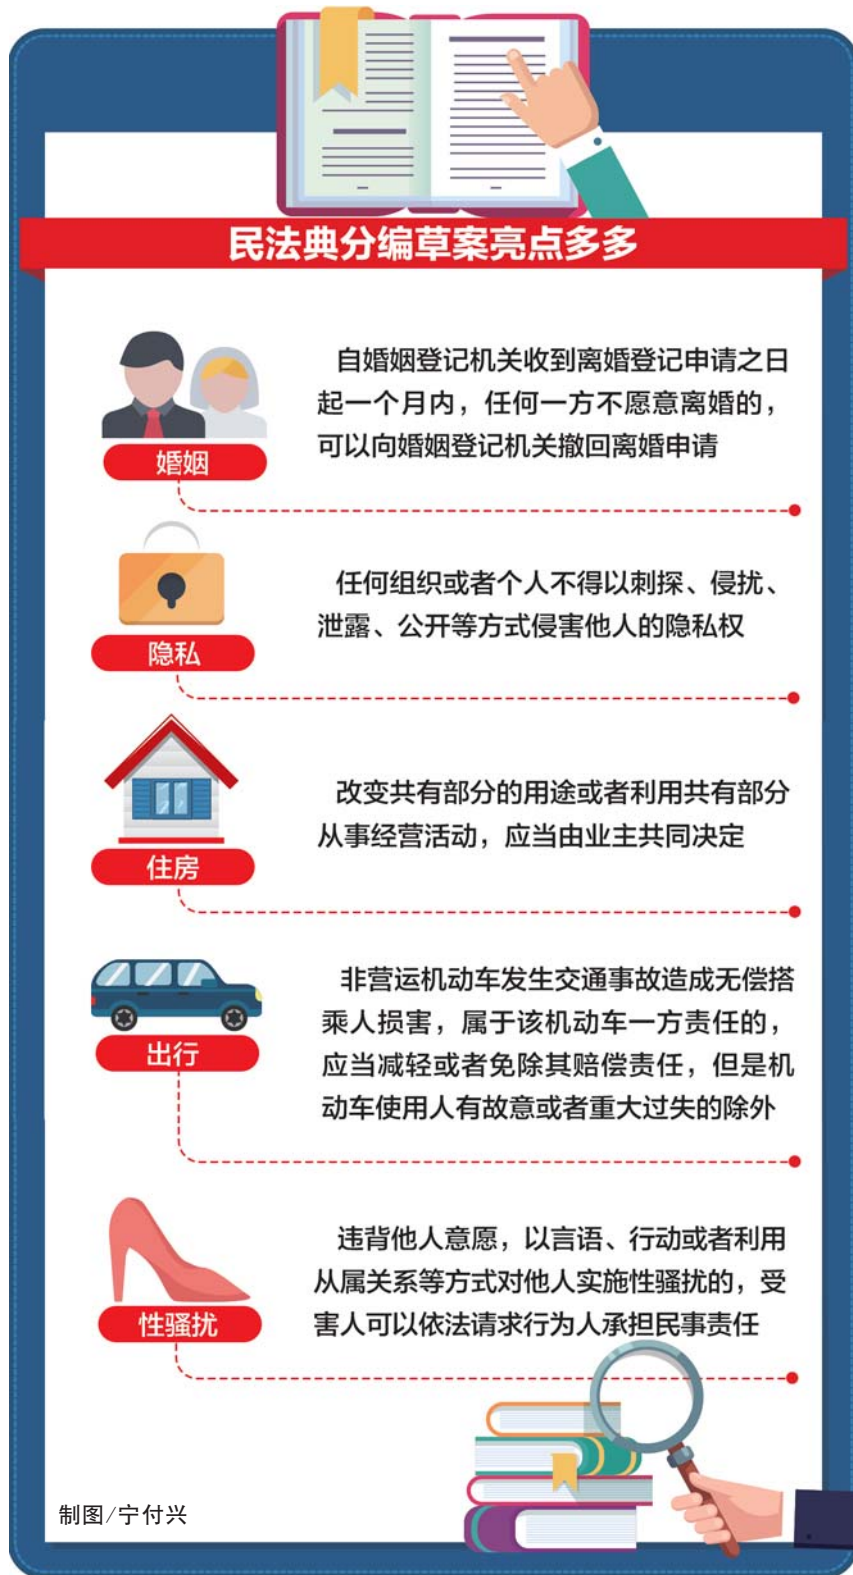 民法典分编草案亮点多多
自婚姻登记机关收到离婚登记申请之日
起一个月内，任何一方不愿意离婚的，
可以向婚姻登记机关撤回离婚申请
婚姻
任何组织或者个人不得以刺探、侵扰、
泄露、公开等方式侵害他人的隐私权
隐私
改变共有部分的用途或者利用共有部分
从事经营活动，应当由业主共同决定
住房
非营运机动车发生交通事故造成无偿搭
乘人损害，属于该机动车一方责任的，
应当减轻或者免除其赔偿责任，但是机
动车使用人有故意或者重大过失的除外
出行
违背他人意愿，以言语、行动或者利用
从属关系等方式对他人实施性骚扰的，受
害人可以依法请求行为人承担民事责任
性骚扰
制图/宁付兴